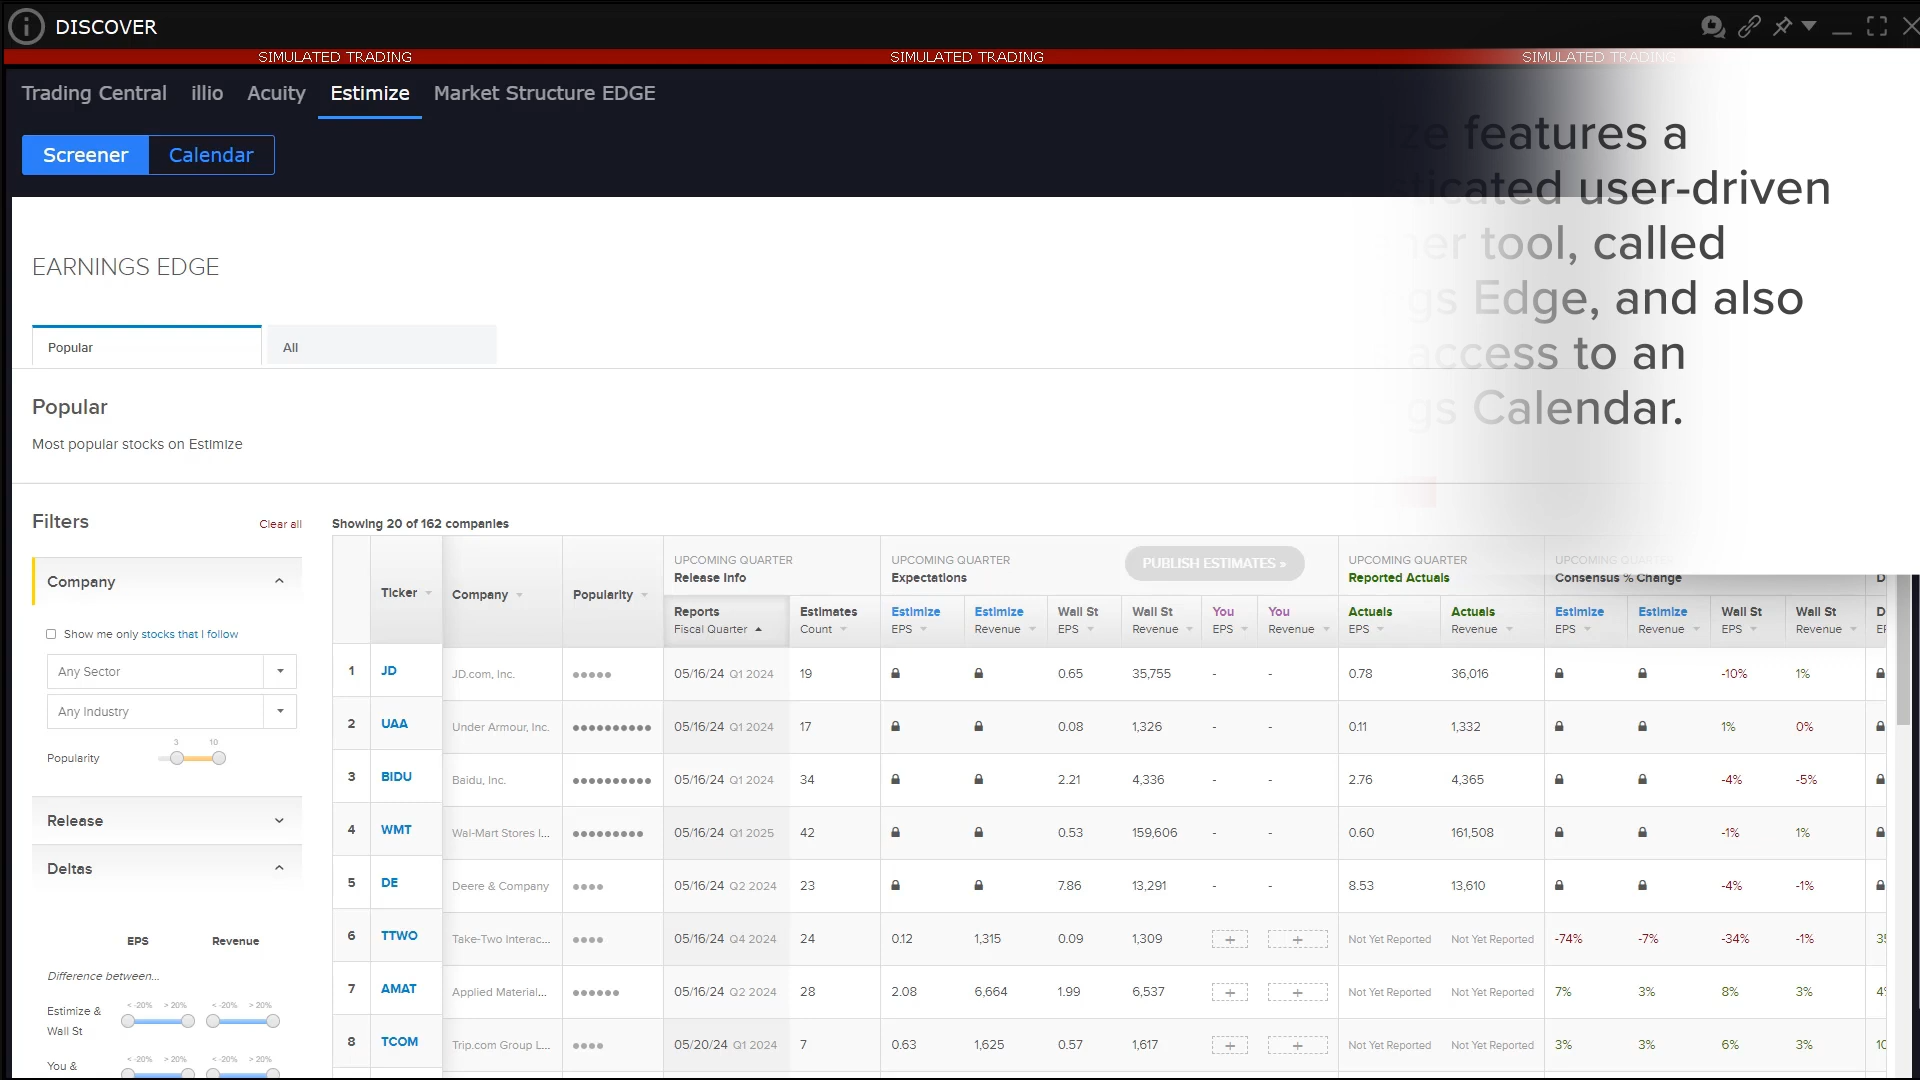 DISCOVER
SIMULATED TRADING SIMULATED TRADING SIMULATED TRADING
Trading Central illio Acuity Estimize Market Structure EDGE
Screener Calendar
features a
user-driven
tool, called
Edge, and also
access to an
Calendar.
EARNINGS EDGE
Popular All
Popular
Most popular stocks on Estimize
Filters Clear all
Company
Show me only stocks that I follow
Any Sector
Any Industry
3 10
Popularity
Release
Deltas
EPS Revenue
Difference between...
< -20% > 20% < -20% > 20%
Estimize &
Wall St
< -20% > 20% < -20% > 20%
You &
Showing 20 of 162 companies
UPCOMING QUARTER UPCOMING QUARTER PUBLISH ESTIMATES » UPCOMING QUARTER UPCOMING QUARTER
Release Info Expectations Reported Actuals Consensus % Change
Ticker Company Popularity
Reports Estimates Estimize Estimize Wall St Wall St You You Actuals Actuals Estimize Estimize Wall St Wall St
Fiscal Quarter Count EPS Revenue EPS Revenue EPS Revenue EPS Revenue EPS Revenue EPS Revenue
1 JD JD.com, Inc. 05/16/24 Q1 2024 19 0.65 35,755 - - 0.78 36,016 -10% 1%
2 UAA Under Armour, Inc. 05/16/24 Q1 2024 17 0.08 1,326 - - 0.11 1,332 1% 0%
3 BIDU Baidu, Inc. 05/16/24 Q1 2024 34 2.21 4,336 - - 2.76 4,365 -4% -5%
4 WMT Wal-Mart Stores I... 05/16/24 Q1 2025 42 0.53 159,606 - - 0.60 161,508 -1% 1%
5 DE Deere & Company 05/16/24 Q2 2024 23 7.86 13,291 - - 8.53 13,610 -4% -1%
6 TTWO Take-Two Interac... 05/16/24 Q4 2024 24 0.12 1,315 0.09 1,309 + + Not Yet Reported Not Yet Reported -74% -7% -34% -1%
7 AMAT Applied Material... 05/16/24 Q2 2024 28 2.08 6,664 1.99 6,537 + + Not Yet Reported Not Yet Reported 7% 3% 8% 3%
8 TCOM Trip.com Group L... 05/20/24 Q1 2024 7 0.63 1,625 0.57 1,617 + + Not Yet Reported Not Yet Reported 3% 3% 6% 3%